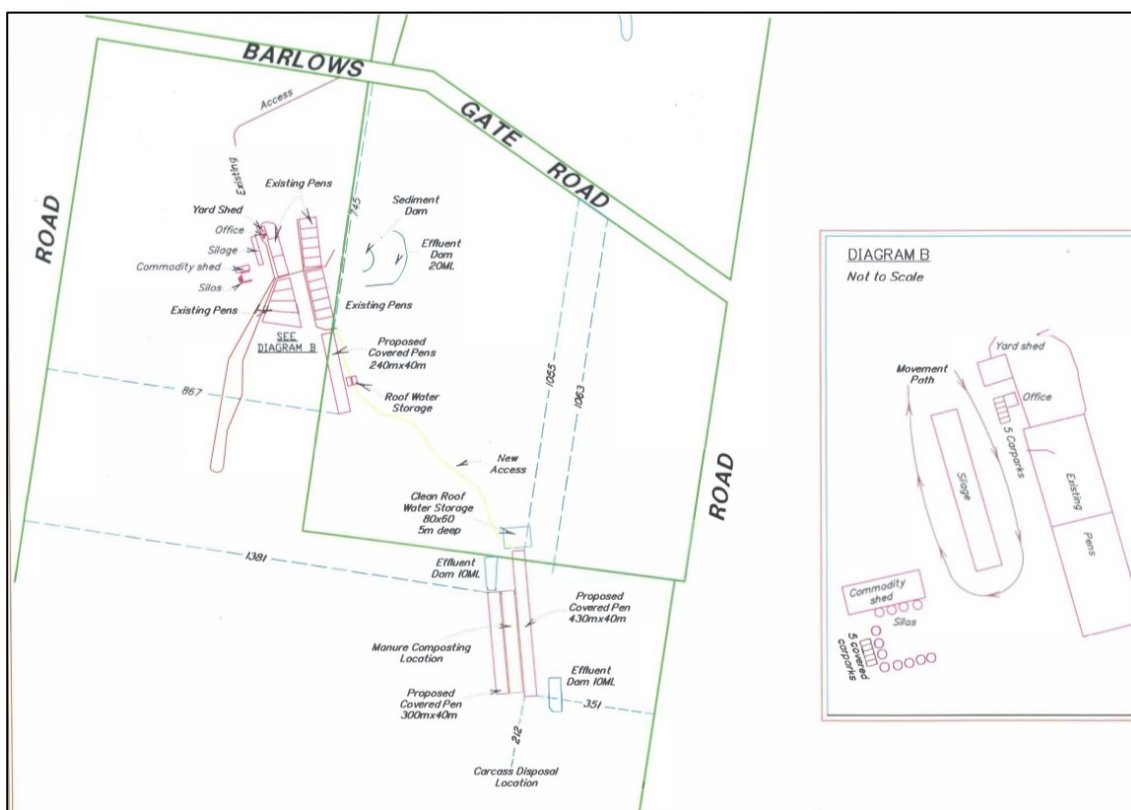 BARLOWS
GATE ROAD
ROAD
ROAD
Existing Access
Existing Pens
Yard Shed
Office
Silage
Commodity shed
Silos
Existing Pens
SEE
DIAGRAM B
745
Sediment
Dam
Effluent
Dam
20ML
Existing Pens
Proposed
Covered Pens
240mx40m
Roof Water
Storage
867
1055
1063
New
Access
Clean Roof
Water Storage
80x60
5m deep
1381
Effluent
Dam 10ML
Proposed
Covered Pen
430mx40m
Manure Composting
Location
Effluent
Dam 10ML
Proposed
Covered Pen
300mx40m
351
212
Carcass Disposal
Location
DIAGRAM B
Not to Scale
Yard shed
Movement
Path
Office
5 Carparks
Silage
Existing
Pens
Commodity
shed
Silos
5 covered
carparks